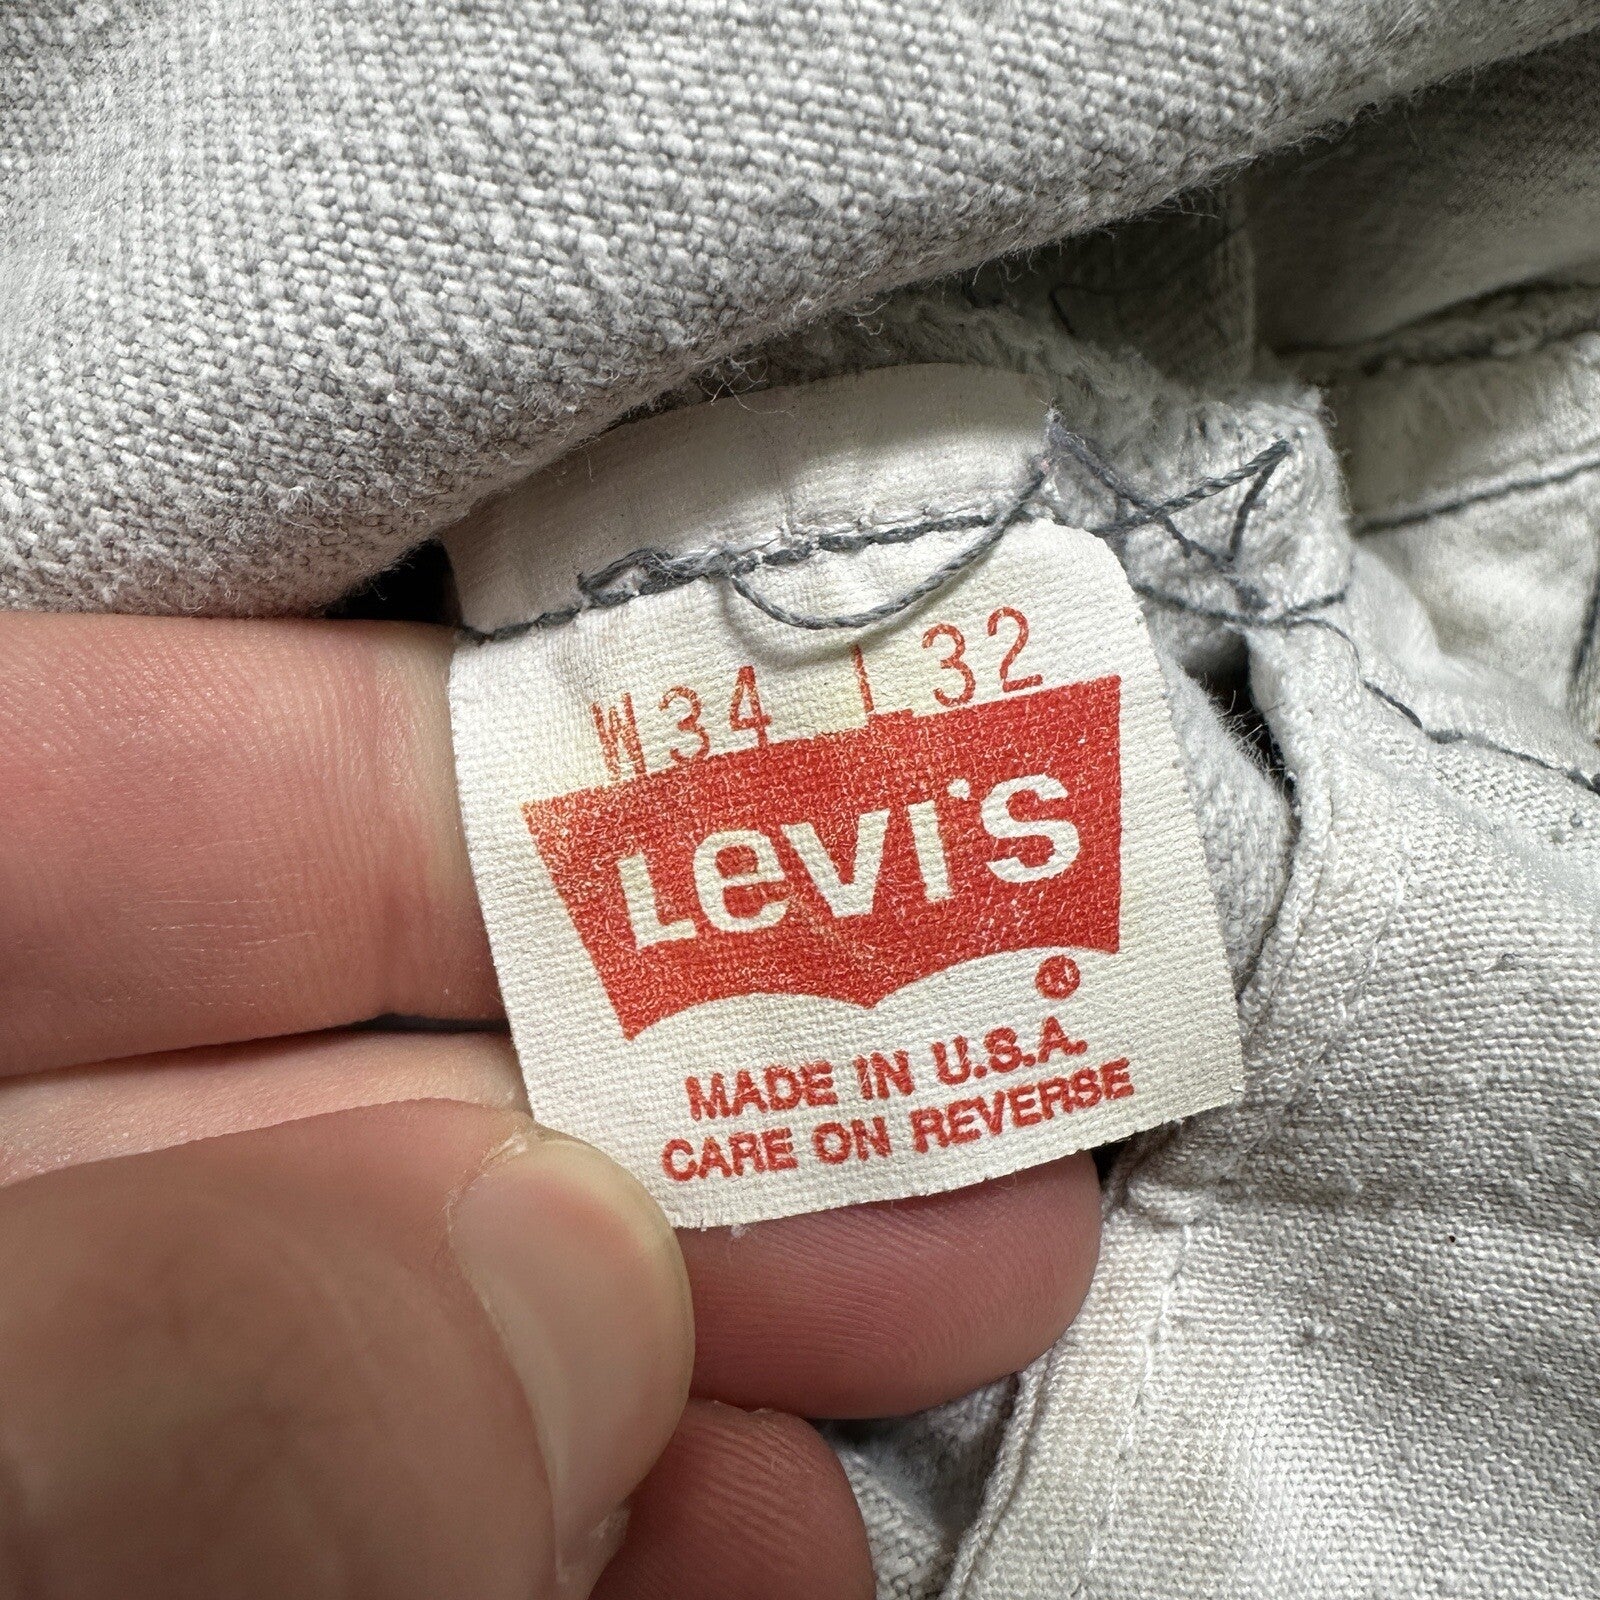 W34 L32
Levi's
®
MADE IN U.S.A.
CARE ON REVERSE